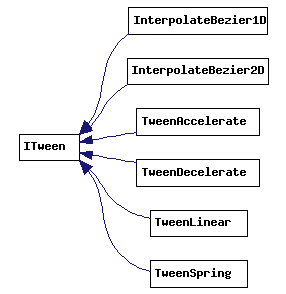 InterpolateBezier1D
InterpolateBezier2D
TweenAccelerate
ITween
TweenDecelerate
TweenLinear
TweenSpring